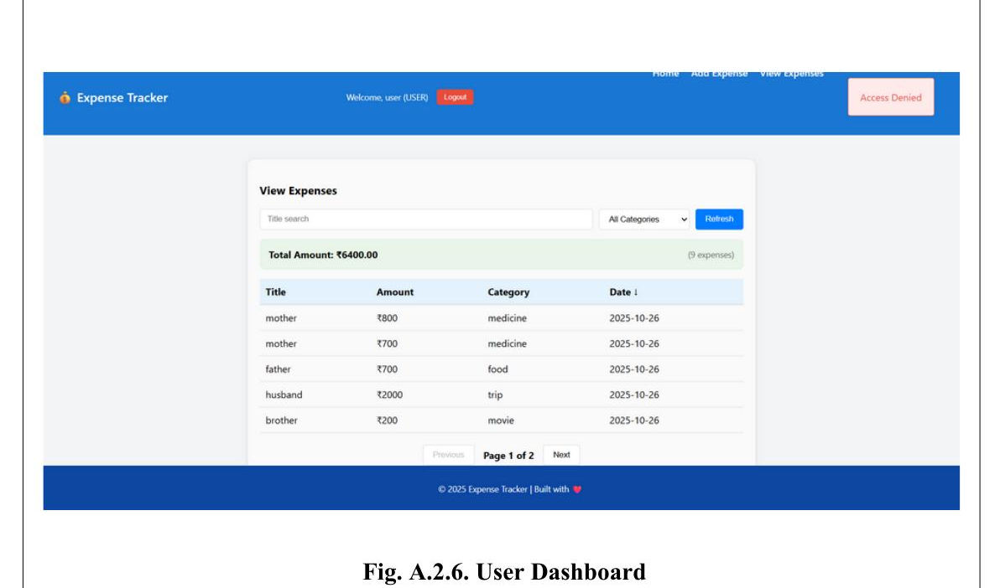 Home Add Expense View Expenses
💰 Expense Tracker
Welcome, user (USER) Logout
Access Denied
View Expenses
Title search All Categories Refresh
Total Amount: ₹6400.00 (9 expenses)
Title Amount Category Date ↓
mother ₹800 medicine 2025-10-26
mother ₹700 medicine 2025-10-26
father ₹700 food 2025-10-26
husband ₹2000 trip 2025-10-26
brother ₹200 movie 2025-10-26
Previous Page 1 of 2 Next
© 2025 Expense Tracker | Built with ❤️
Fig. A.2.6. User Dashboard